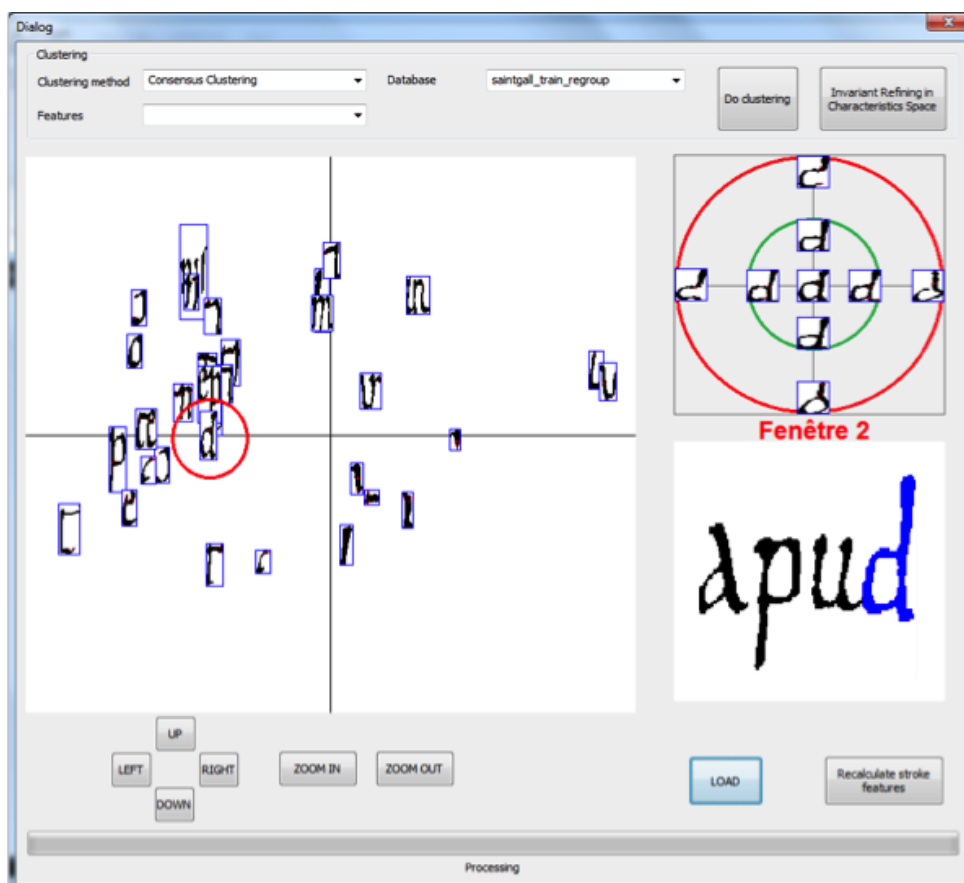 Dialog
Clustering
Clustering method
Consensus Clustering
Database
saintgall_train_regroup
Features
Do clustering
Invariant Refining in
Characteristics Space
Fenêtre 2
apud
UP
LEFT
RIGHT
DOWN
ZOOM IN
ZOOM OUT
LOAD
Recalculate stroke
features
Processing